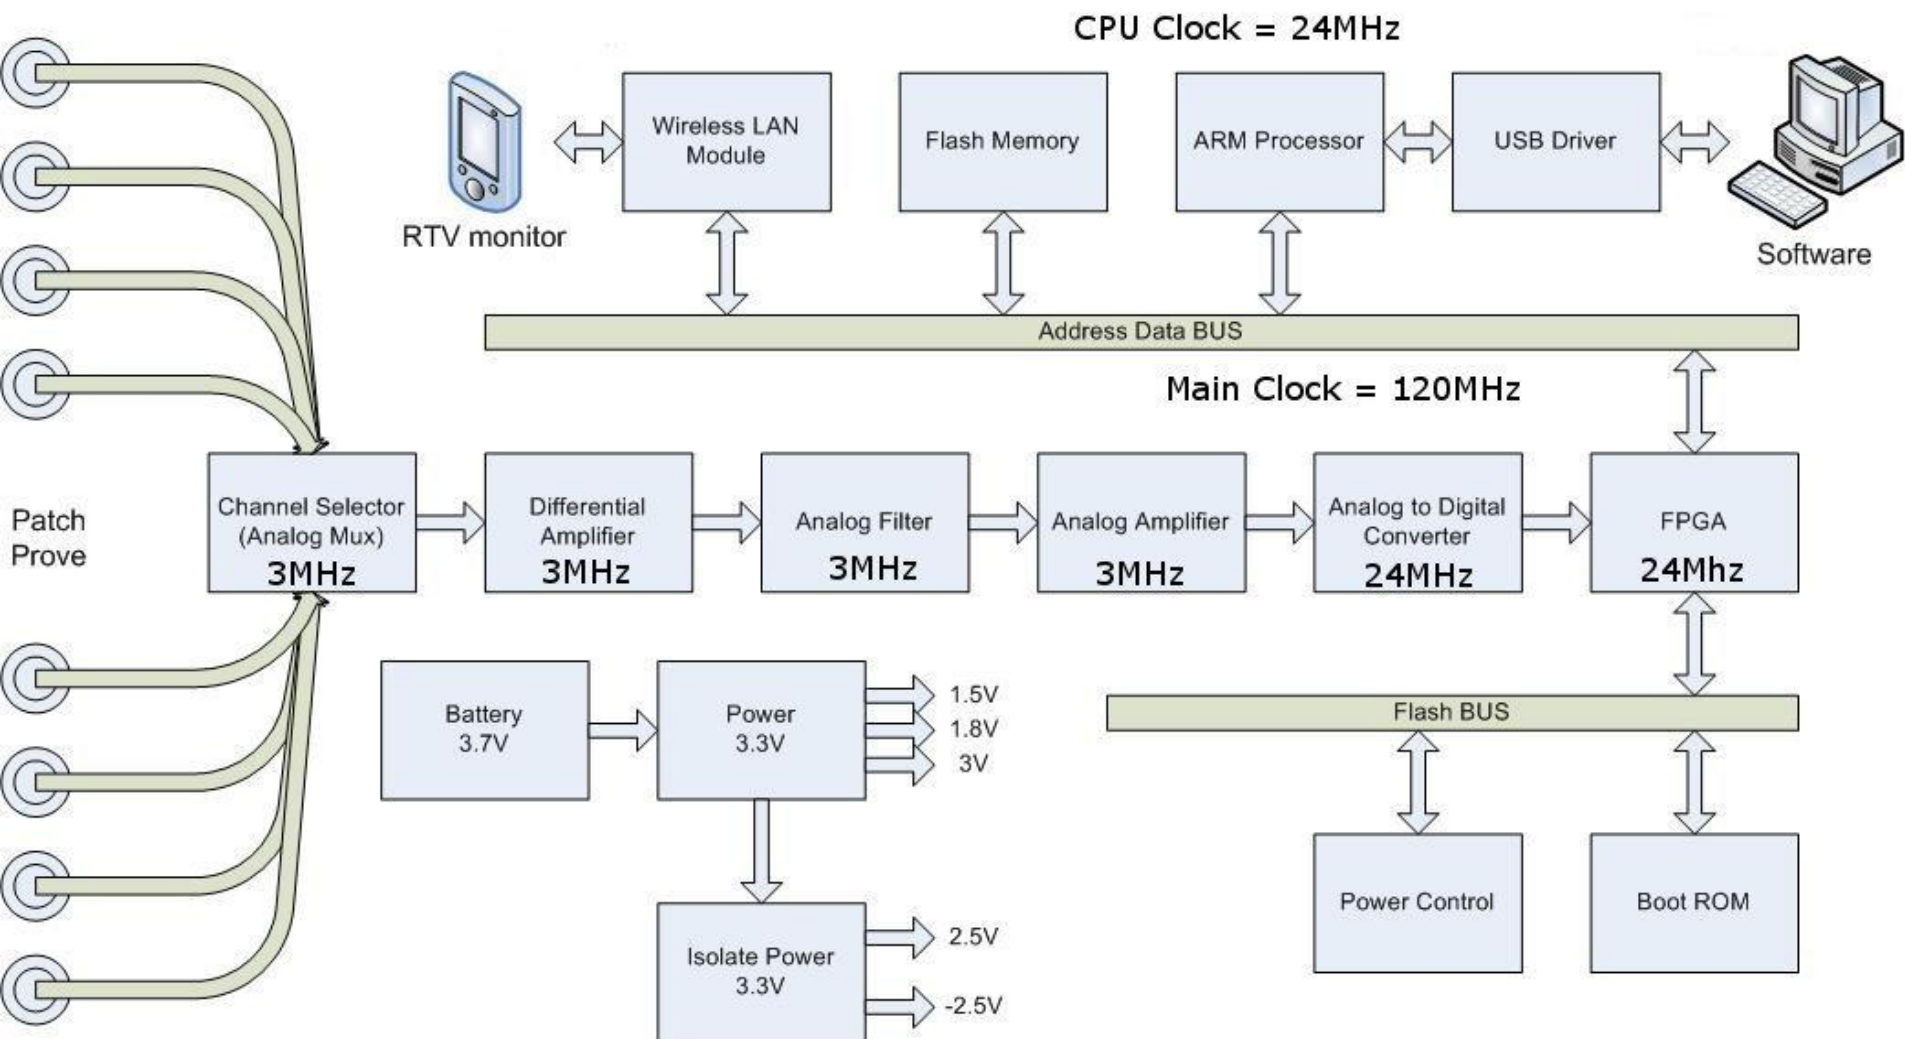 CPU Clock = 24MHz
Wireless LAN
Module
Flash Memory
ARM Processor
USB Driver
RTV monitor
Software
Address Data BUS
Main Clock = 120MHz
Patch
Prove
Channel Selector
(Analog Mux)
3MHz
Differential
Amplifier
3MHz
Analog Filter
3MHz
Analog Amplifier
3MHz
Analog to Digital
Converter
24MHz
FPGA
24Mhz
Battery
3.7V
Power
3.3V
1.5V
1.8V
3V
Flash BUS
Power Control
Boot ROM
Isolate Power
3.3V
2.5V
-2.5V